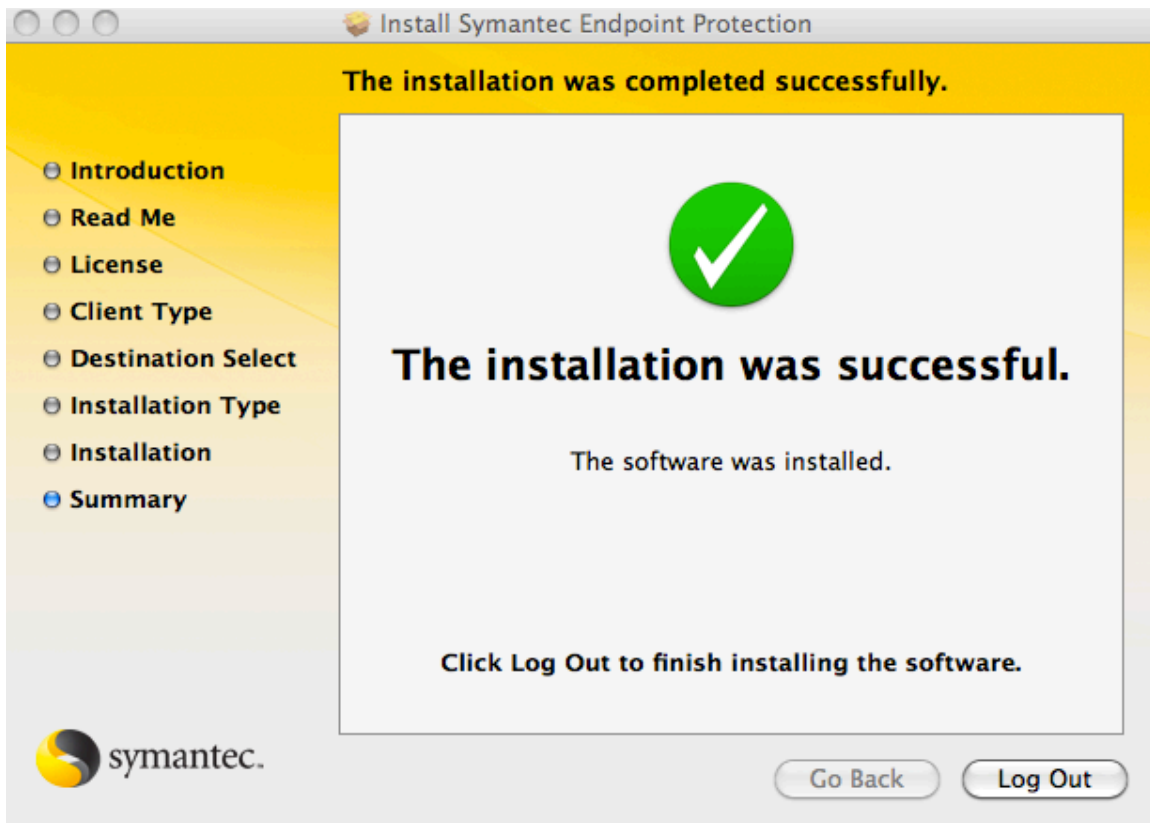 Install Symantec Endpoint Protection
The installation was completed successfully.
Introduction
Read Me
License
Client Type
Destination Select
Installation Type
Installation
Summary
The installation was successful.
The software was installed.
Click Log Out to finish installing the software.
symantec.
Go Back
Log Out